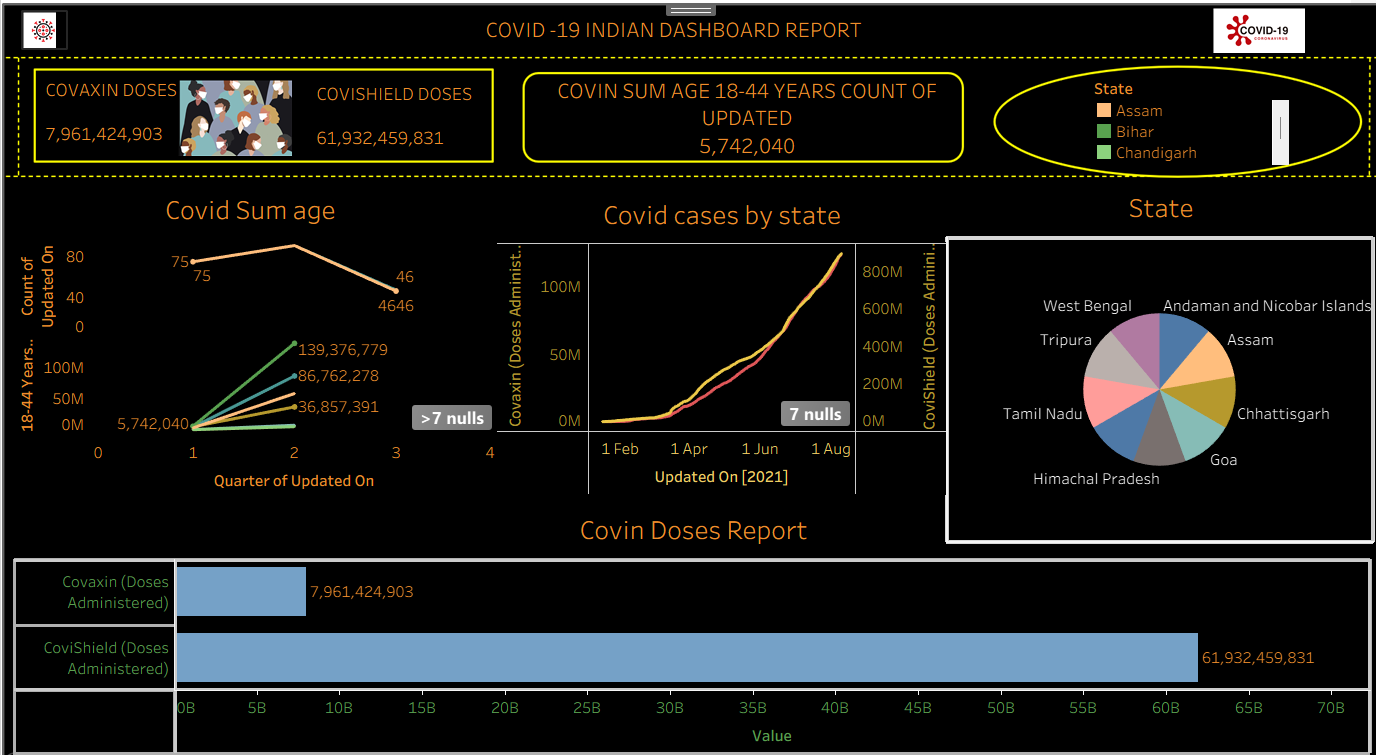 COVID -19 INDIAN DASHBOARD REPORT
COVID-19
CORONAVIRUS
COVAXIN DOSES
7,961,424,903
COVISHIELD DOSES
61,932,459,831
COVIN SUM AGE 18-44 YEARS COUNT OF
UPDATED
5,742,040
State
Assam
Bihar
Chandigarh
Covid Sum age
Count of
Updated On
80
40
0
75
75
46
4646
18-44 Years..
100M
50M
0M
139,376,779
86,762,278
36,857,391
5,742,040
>7 nulls
0
1
2
3
4
Quarter of Updated On
Covid cases by state
Covaxin (Doses Administ..
100M
50M
0M
CoviShield (Doses Admini..
800M
600M
400M
200M
0M
7 nulls
1 Feb
1 Apr
1 Jun
1 Aug
Updated On [2021]
State
West Bengal
Andaman and Nicobar Islands
Tripura
Assam
Tamil Nadu
Chhattisgarh
Goa
Himachal Pradesh
Covin Doses Report
Covaxin (Doses
Administered)
7,961,424,903
CoviShield (Doses
Administered)
61,932,459,831
0B
5B
10B
15B
20B
25B
30B
35B
40B
45B
50B
55B
60B
65B
70B
Value